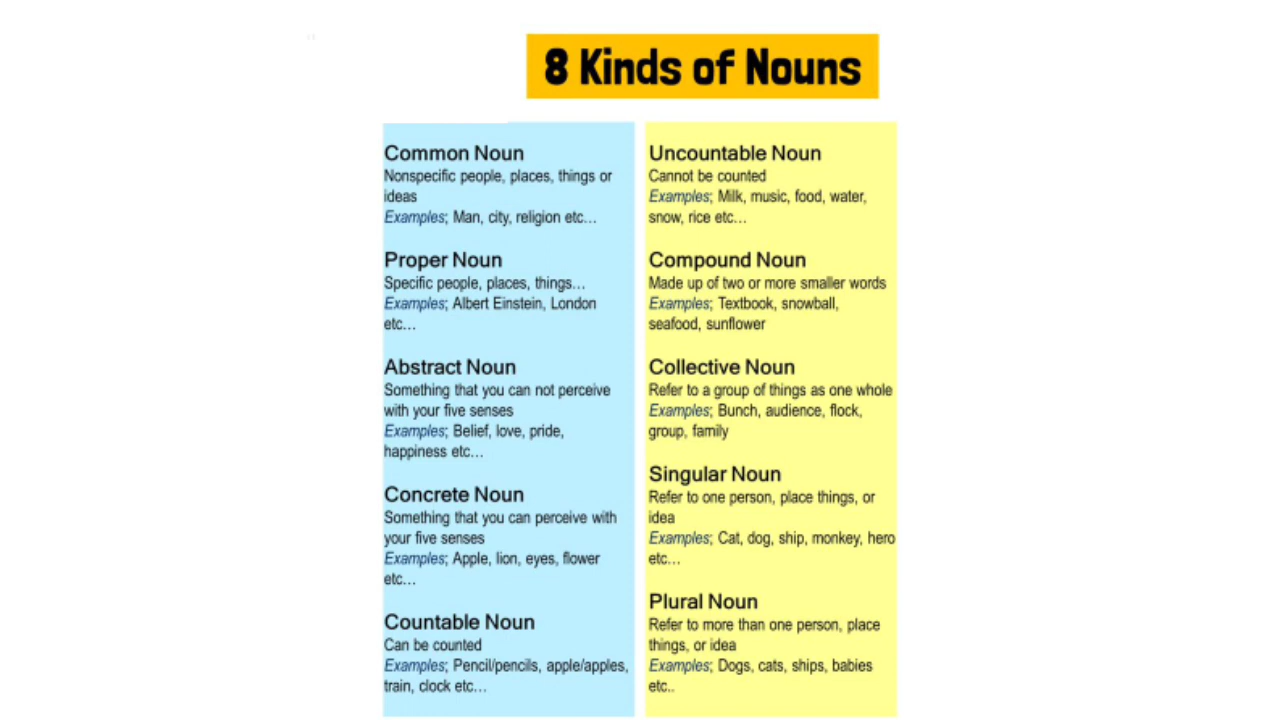 8 Kinds of Nouns
Common Noun
Nonspecific people, places, things or
ideas
Examples; Man, city, religion etc…
Proper Noun
Specific people, places, things…
Examples; Albert Einstein, London
etc…
Abstract Noun
Something that you can not perceive
with your five senses
Examples; Belief, love, pride,
happiness etc…
Concrete Noun
Something that you can perceive with
your five senses
Examples; Apple, lion, eyes, flower
etc…
Countable Noun
Can be counted
Examples; Pencil/pencils, apple/apples,
train, clock etc…
Uncountable Noun
Cannot be counted
Examples; Milk, music, food, water,
snow, rice etc…
Compound Noun
Made up of two or more smaller words
Examples; Textbook, snowball,
seafood, sunflower
Collective Noun
Refer to a group of things as one whole
Examples; Bunch, audience, flock,
group, family
Singular Noun
Refer to one person, place things, or
idea
Examples; Cat, dog, ship, monkey, hero
etc…
Plural Noun
Refer to more than one person, place
things, or idea
Examples; Dogs, cats, ships, babies
etc..